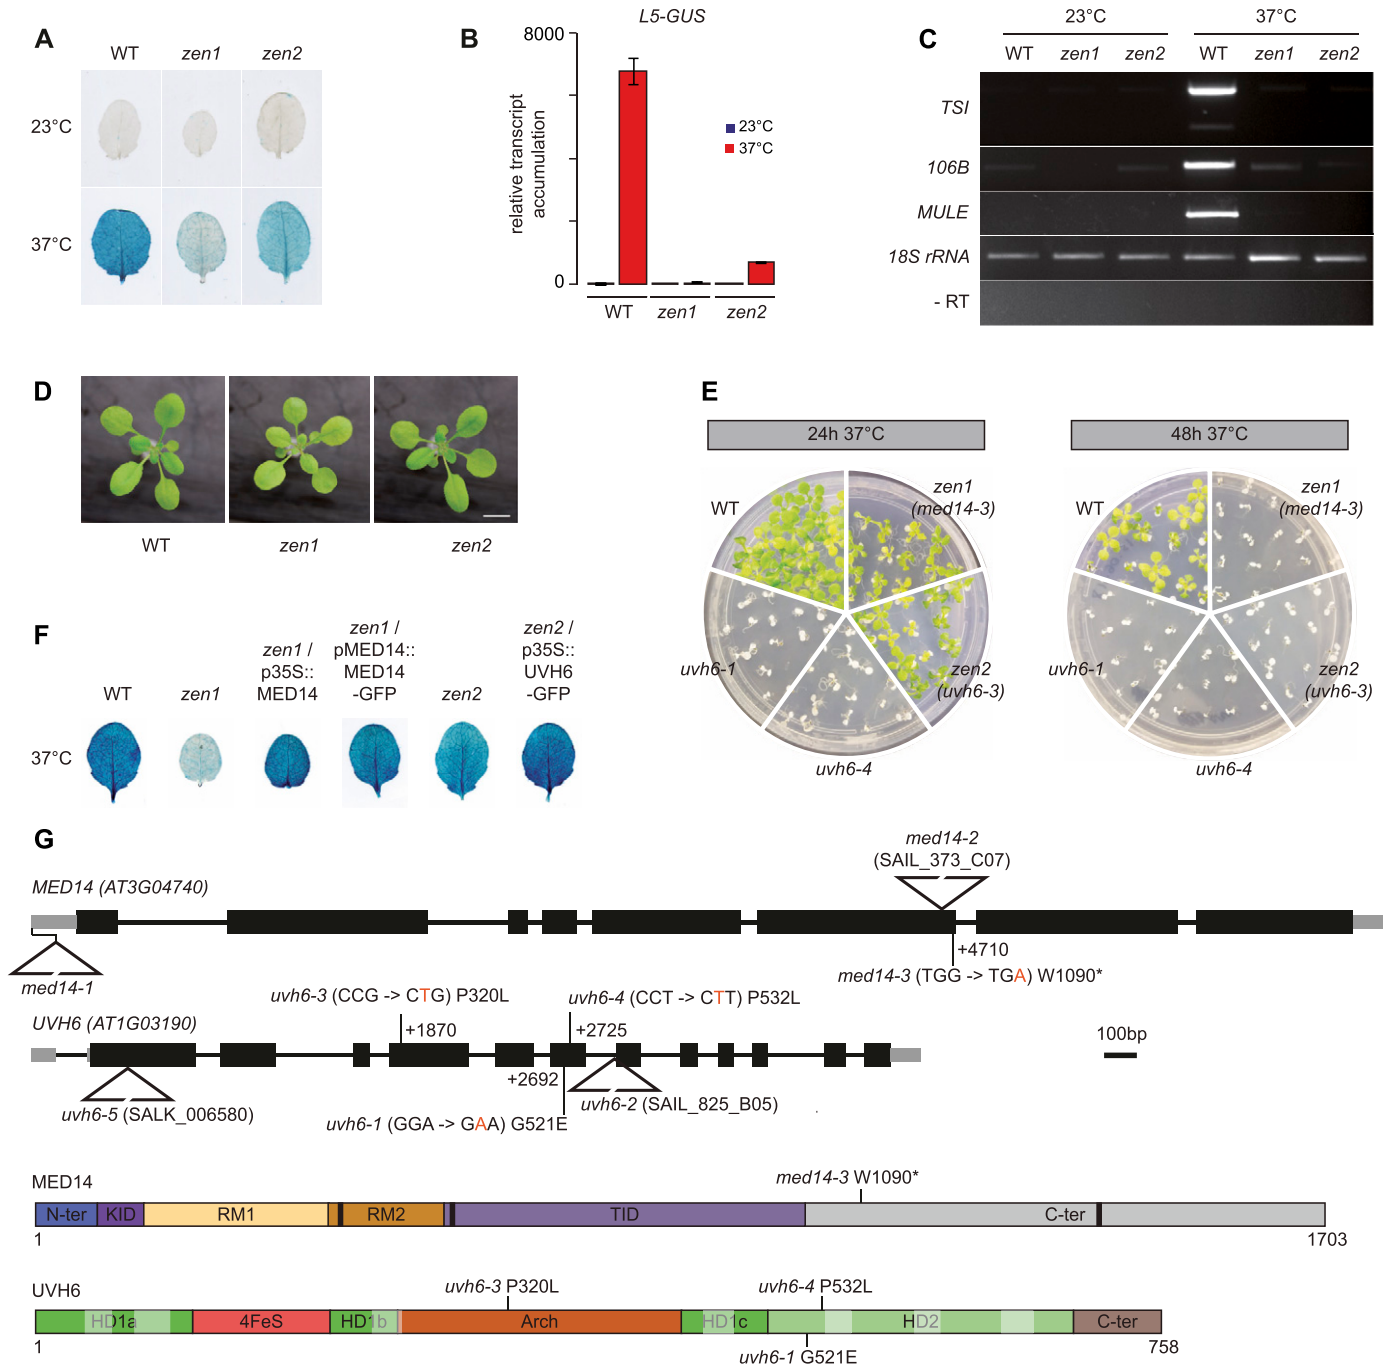 A
WT zen1 zen2
23°C
37°C
B
L5-GUS
relative transcript
accumulation
8000
0
23°C
37°C
WT zen1 zen2
C
23°C 37°C
WT zen1 zen2 WT zen1 zen2
TSI
106B
MULE
18S rRNA
- RT
D
WT zen1 zen2
E
24h 37°C
WT
zen1
(med14-3)
uvh6-1
zen2
(uvh6-3)
uvh6-4
48h 37°C
WT
zen1
(med14-3)
uvh6-1
zen2
(uvh6-3)
uvh6-4
F
WT
zen1
zen1 /
p35S::
MED14
zen1 /
pMED14::
MED14
-GFP
zen2
zen2 /
p35S::
UVH6
-GFP
37°C
G
med14-2
(SAIL_373_C07)
MED14 (AT3G04740)
+4710
med14-3 (TGG -> TGA) W1090*
med14-1
uvh6-3 (CCG -> CTG) P320L
uvh6-4 (CCT -> CTT) P532L
UVH6 (AT1G03190)
+1870
+2725
100bp
+2692
uvh6-5 (SALK_006580)
uvh6-2 (SAIL_825_B05)
uvh6-1 (GGA -> GAA) G521E
MED14
med14-3 W1090*
N-ter KID RM1 RM2 TID C-ter
1 1703
UVH6
uvh6-3 P320L
uvh6-4 P532L
HD1a 4FeS HD1b Arch HD1c HD2 C-ter
1 758
uvh6-1 G521E